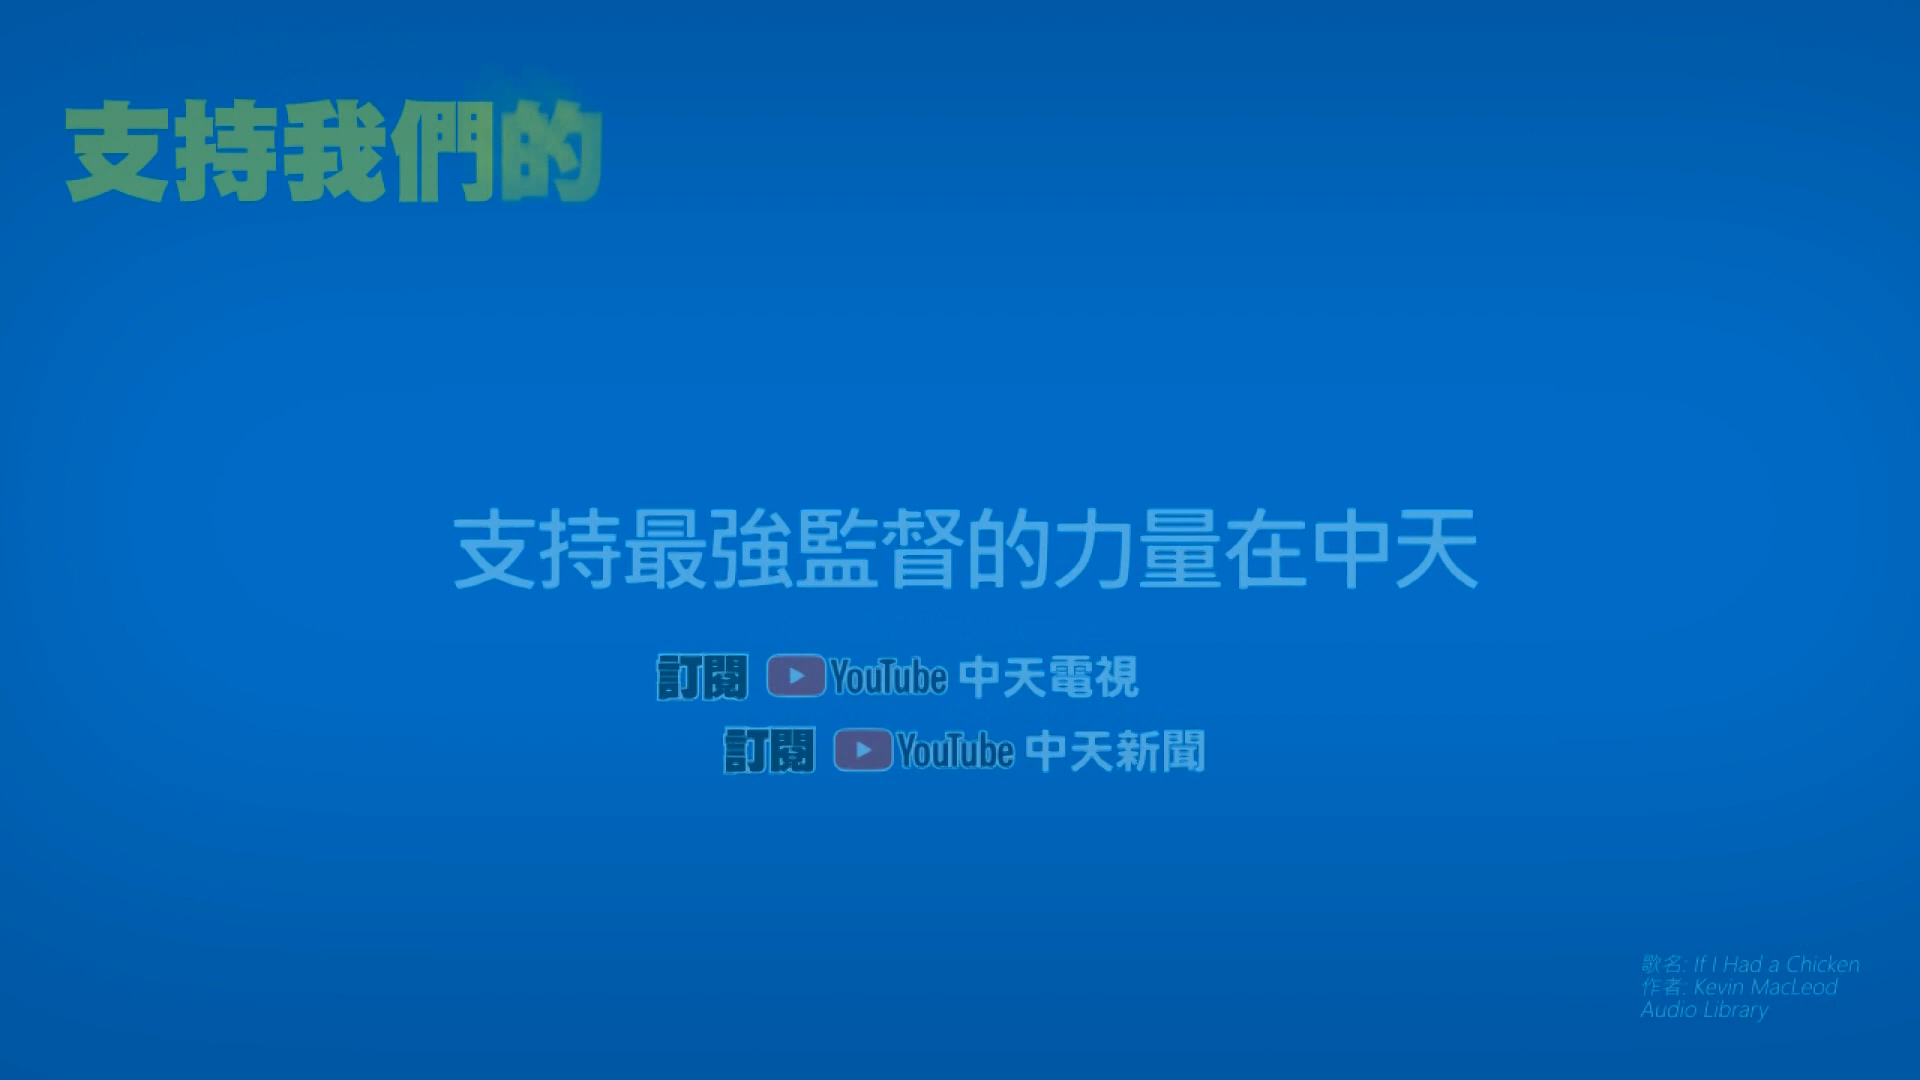 支持我們的
支持最強監督的力量在中天
訂閱 YouTube 中天電視
訂閱 YouTube 中天新聞
歌名: If I Had a Chicken
作者: Kevin MacLeod
Audio Library